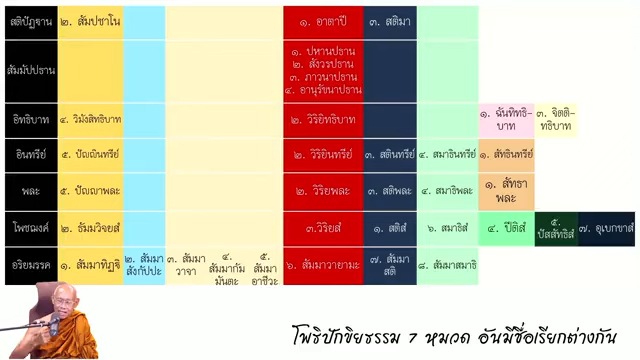 สติปัฏฐาน ๒. สัมปชาโน ๑. อาตาปี ๓. สติมา
สัมมัปปธาน
๑. ปหานปธาน
๒. สังวรปธาน
๓. ภาวนาปธาน
๔. อานุรักขนาปธาน
อิทธิบาท ๔. วิมังสิทธิบาท ๒. วิริยิทธิบาท
๑. ฉันทิทธิ-
บาท
๓. จิตติ-
ทธิบาท
อินทรีย์ ๕. ปัญญินทรีย์ ๒. วิริยินทรีย์ ๓. สตินทรีย์ ๔. สมาธินทรีย์ ๑. สัทธินทรีย์
พละ ๕. ปัญญาพละ ๒. วิริยพละ ๓. สติพละ ๔. สมาธิพละ
๑. สัทธา
พละ
โพชฌงค์ ๒. ธัมมวิจยสํ ๓.วิริยสํ ๑. สติสํ ๖. สมาธิสํ ๔. ปีติสํ
๕.
ปัสสัทธิสํ
๗. อุเบกขาสํ
อริยมรรค ๑. สัมมาทิฏฐิ
๒. สัมมา
สังกัปปะ
๓. สัมมา
วาจา
๔.
สัมมากัม
มันตะ
๕.
สัมมา
อาชีวะ
๖. สัมมาวายามะ
๗. สัมมา
สติ
๘. สัมมาสมาธิ
โพธิปักขิยธรรม 7 หมวด อันมีชื่อเรียกต่างกัน